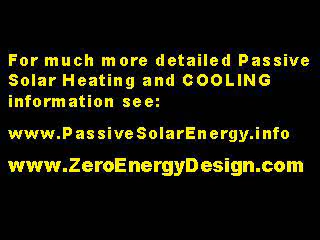 For much more detailed Passive
Solar Heating and COOLING
information see:
www.PassiveSolarEnergy.info
www.ZeroEnergyDesign.com